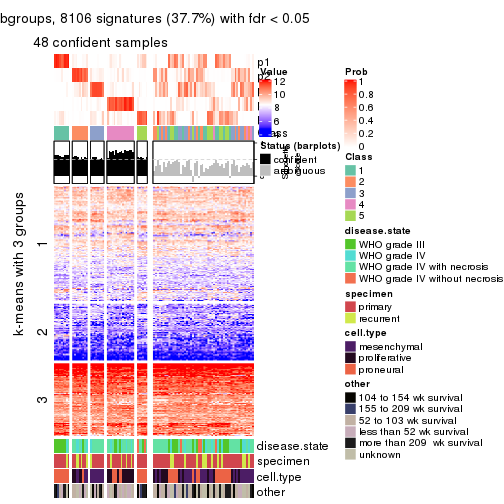 bgroups, 8106 signatures (37.7%) with fdr < 0.05
48 confident samples
p1
Value
12
10
8
6
Prob
1
0.8
0.6
0.4
0.2
0
Status (barplots)
confident
ambiguous
Class
1
2
3
4
5
k-means with 3 groups
1
2
3
disease.state
WHO grade III
WHO grade IV
WHO grade IV with necrosis
WHO grade IV without necrosis
specimen
primary
recurrent
cell.type
mesenchymal
proliferative
proneural
other
104 to 154 wk survival
155 to 209 wk survival
52 to 103 wk survival
less than 52 wk survival
more than 209 wk survival
unknown
disease.state
specimen
cell.type
other